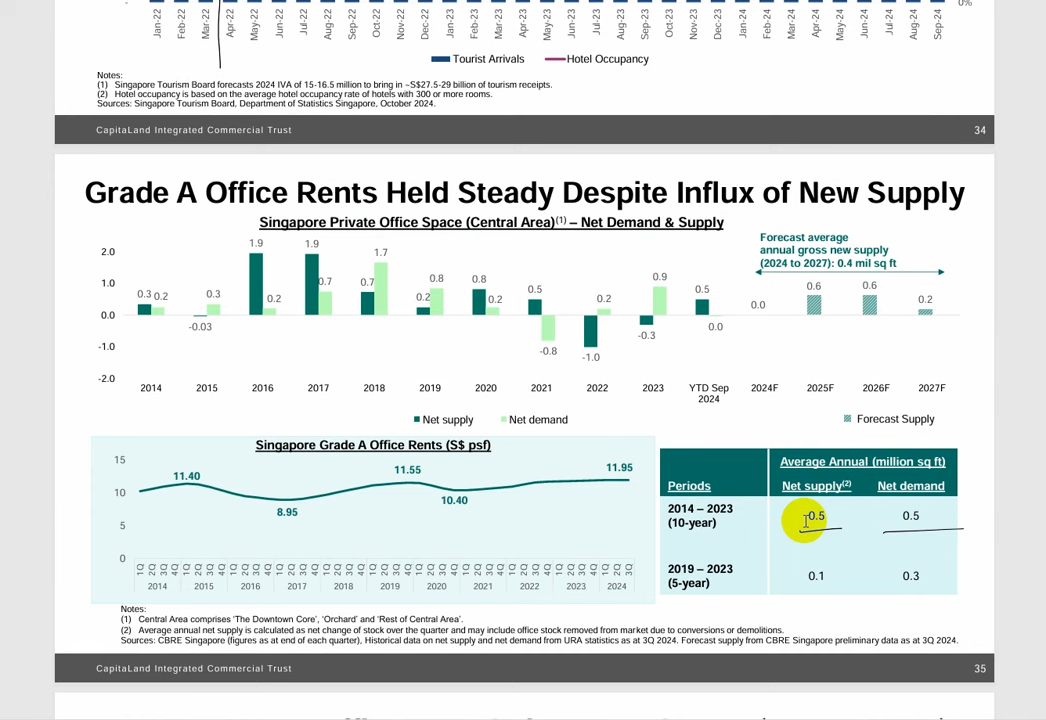 -
0%
Jan-22 Feb-22 Mar-22 Apr-22 May-22 Jun-22 Jul-22 Aug-22 Sep-22 Oct-22 Nov-22 Dec-22 Jan-23 Feb-23 Mar-23 Apr-23 May-23 Jun-23 Jul-23 Aug-23 Sep-23 Oct-23 Nov-23 Dec-23 Jan-24 Feb-24 Mar-24 Apr-24 May-24 Jun-24 Jul-24 Aug-24 Sep-24
Tourist Arrivals Hotel Occupancy
Notes:
(1) Singapore Tourism Board forecasts 2024 IVA of 15-16.5 million to bring in ~S$27.5-29 billion of tourism receipts.
(2) Hotel occupancy is based on the average hotel occupancy rate of hotels with 300 or more rooms.
Sources: Singapore Tourism Board, Department of Statistics Singapore, October 2024.
CapitaLand Integrated Commercial Trust 34
Grade A Office Rents Held Steady Despite Influx of New Supply
Singapore Private Office Space (Central Area)(1) – Net Demand & Supply
Forecast average
annual gross new supply
(2024 to 2027): 0.4 mil sq ft
2.0
1.0
0.0
-1.0
-2.0
0.3 0.2 -0.03 0.3 1.9 0.2 1.9 0.7 0.7 1.7 0.2 0.8 0.8 0.2 0.5 -0.8 -1.0 0.2 -0.3 0.9 0.5 0.0 0.0 0.6 0.6 0.2
2014 2015 2016 2017 2018 2019 2020 2021 2022 2023 YTD Sep 2024 2024F 2025F 2026F 2027F
Net supply Net demand
Forecast Supply
Singapore Grade A Office Rents (S$ psf)
15
10
5
0
11.40 8.95 11.55 10.40 11.95
1Q 2Q 3Q 4Q 1Q 2Q 3Q 4Q 1Q 2Q 3Q 4Q 1Q 2Q 3Q 4Q 1Q 2Q 3Q 4Q 1Q 2Q 3Q 4Q 1Q 2Q 3Q 4Q 1Q 2Q 3Q 4Q 1Q 2Q 3Q 4Q 1Q 2Q 3Q 4Q 1Q 2Q 3Q
2014 2015 2016 2017 2018 2019 2020 2021 2022 2023 2024
Average Annual (million sq ft)
Periods Net supply(2) Net demand
2014 – 2023
(10-year) 0.5 0.5
2019 – 2023
(5-year) 0.1 0.3
Notes:
(1) Central Area comprises 'The Downtown Core', 'Orchard' and 'Rest of Central Area'.
(2) Average annual net supply is calculated as net change of stock over the quarter and may include office stock removed from market due to conversions or demolitions.
Sources: CBRE Singapore (figures as at end of each quarter), Historical data on net supply and net demand from URA statistics as at 3Q 2024. Forecast supply from CBRE Singapore preliminary data as at 3Q 2024.
CapitaLand Integrated Commercial Trust 35